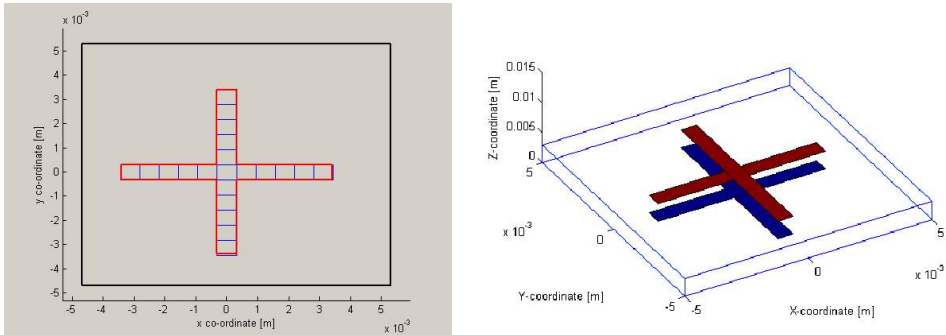 x 10⁻³
5
4
3
2
1
0
-1
-2
-3
-4
-5
y co-ordinate [m]
-4 -3 -2 -1 0 1 2 3 4 5
x co-ordinate [m]
x 10⁻³
0.015
0.01
0.005
0
Z-coordinate [m]
5
x 10⁻³
0
-5
Y-coordinate [m]
-5
0
5
x 10⁻³
X-coordinate [m]